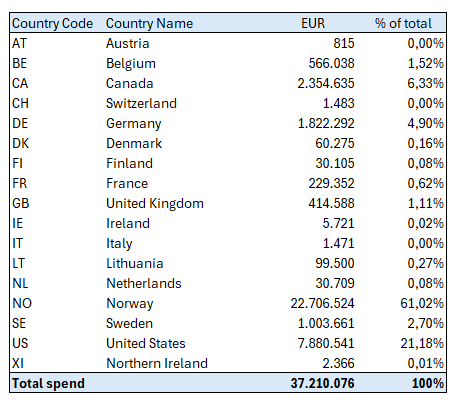 Country Code Country Name EUR % of total
AT Austria 815 0,00%
BE Belgium 566.038 1,52%
CA Canada 2.354.635 6,33%
CH Switzerland 1.483 0,00%
DE Germany 1.822.292 4,90%
DK Denmark 60.275 0,16%
FI Finland 30.105 0,08%
FR France 229.352 0,62%
GB United Kingdom 414.588 1,11%
IE Ireland 5.721 0,02%
IT Italy 1.471 0,00%
LT Lithuania 99.500 0,27%
NL Netherlands 30.709 0,08%
NO Norway 22.706.524 61,02%
SE Sweden 1.003.661 2,70%
US United States 7.880.541 21,18%
XI Northern Ireland 2.366 0,01%
Total spend 37.210.076 100%